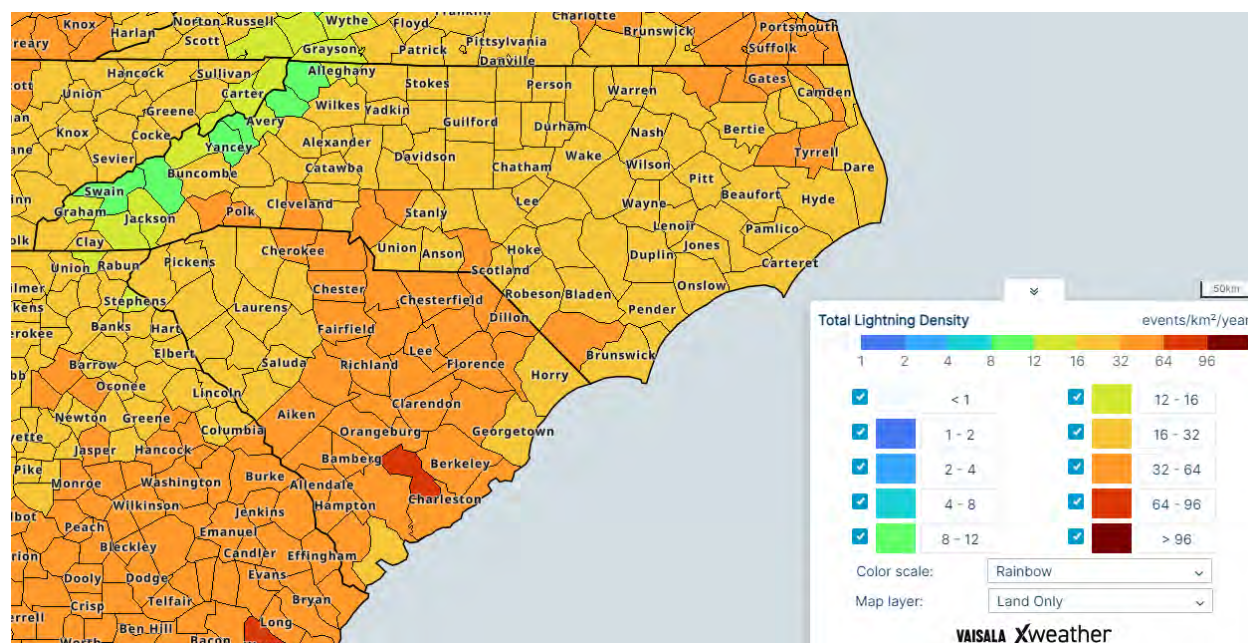 Knox
Harlan
Norton
Russell
Wythe
Floyd
Franklin
Charlotte
Brunswick
Portsmouth
Scott
Grayson
Patrick
Pittsylvania
Suffolk
Danville
Hancock
Sullivan
Alleghany
Stokes
Person
Warren
Gates
Camden
Union
Carter
Greene
Wilkes
Yadkin
Guilford
Durham
Nash
Bertie
Knox
Cocke
Avery
Yancey
Alexander
Davidson
Chatham
Wake
Wilson
Tyrrell
Dare
Sevier
Buncombe
Catawba
Pitt
Swain
Beaufort
Hyde
Graham
Jackson
Polk
Cleveland
Stanly
Lee
Wayne
Lenoir
Pamlico
Clay
Union
Anson
Hoke
Duplin
Jones
Carteret
Union
Rabun
Pickens
Cherokee
Scotland
Onslow
Stephens
Chester
Chesterfield
Robeson
Bladen
Pender
Laurens
Dillon
Banks
Hart
Fairfield
Elbert
Lee
Brunswick
Barrow
Saluda
Richland
Florence
Horry
Oconee
Lincoln
Newton
Greene
Aiken
Clarendon
Columbia
Orangeburg
Georgetown
Jasper
Hancock
Bamberg
Berkeley
Pike
Monroe
Washington
Burke
Allendale
Charleston
Wilkinson
Jenkins
Hampton
Peach
Emanuel
Bleckley
Candler
Effingham
Dooly
Dodge
Evans
Crisp
Telfair
Bryan
Ben Hill
Bacon
Long
50km
Total Lightning Density events/km²/year
1 2 4 8 12 16 32 64 96
< 1 12 - 16
1 - 2 16 - 32
2 - 4 32 - 64
4 - 8 64 - 96
8 - 12 > 96
Color scale: Rainbow
Map layer: Land Only
VAISALA Xweather